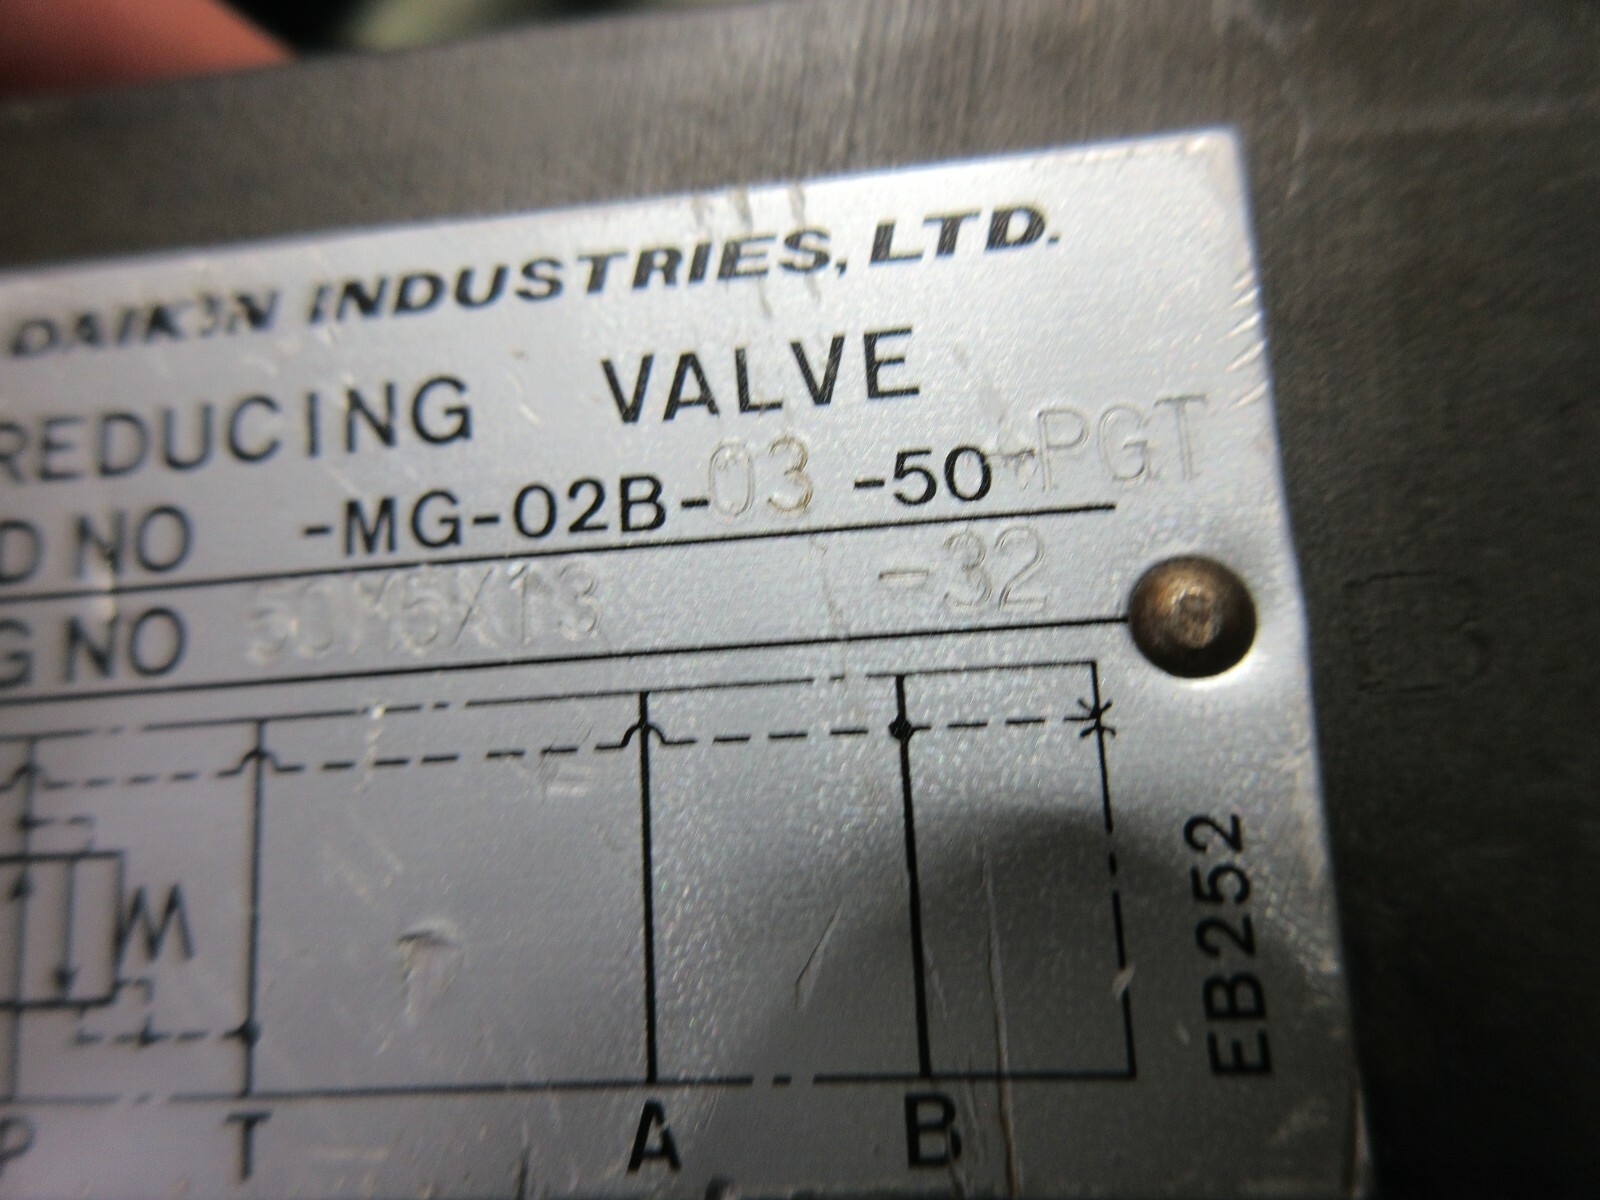 DAIKIN INDUSTRIES, LTD.
REDUCING VALVE
D NO -MG-02B-03 -50-PGT
G NO -32
P T A B
EB252